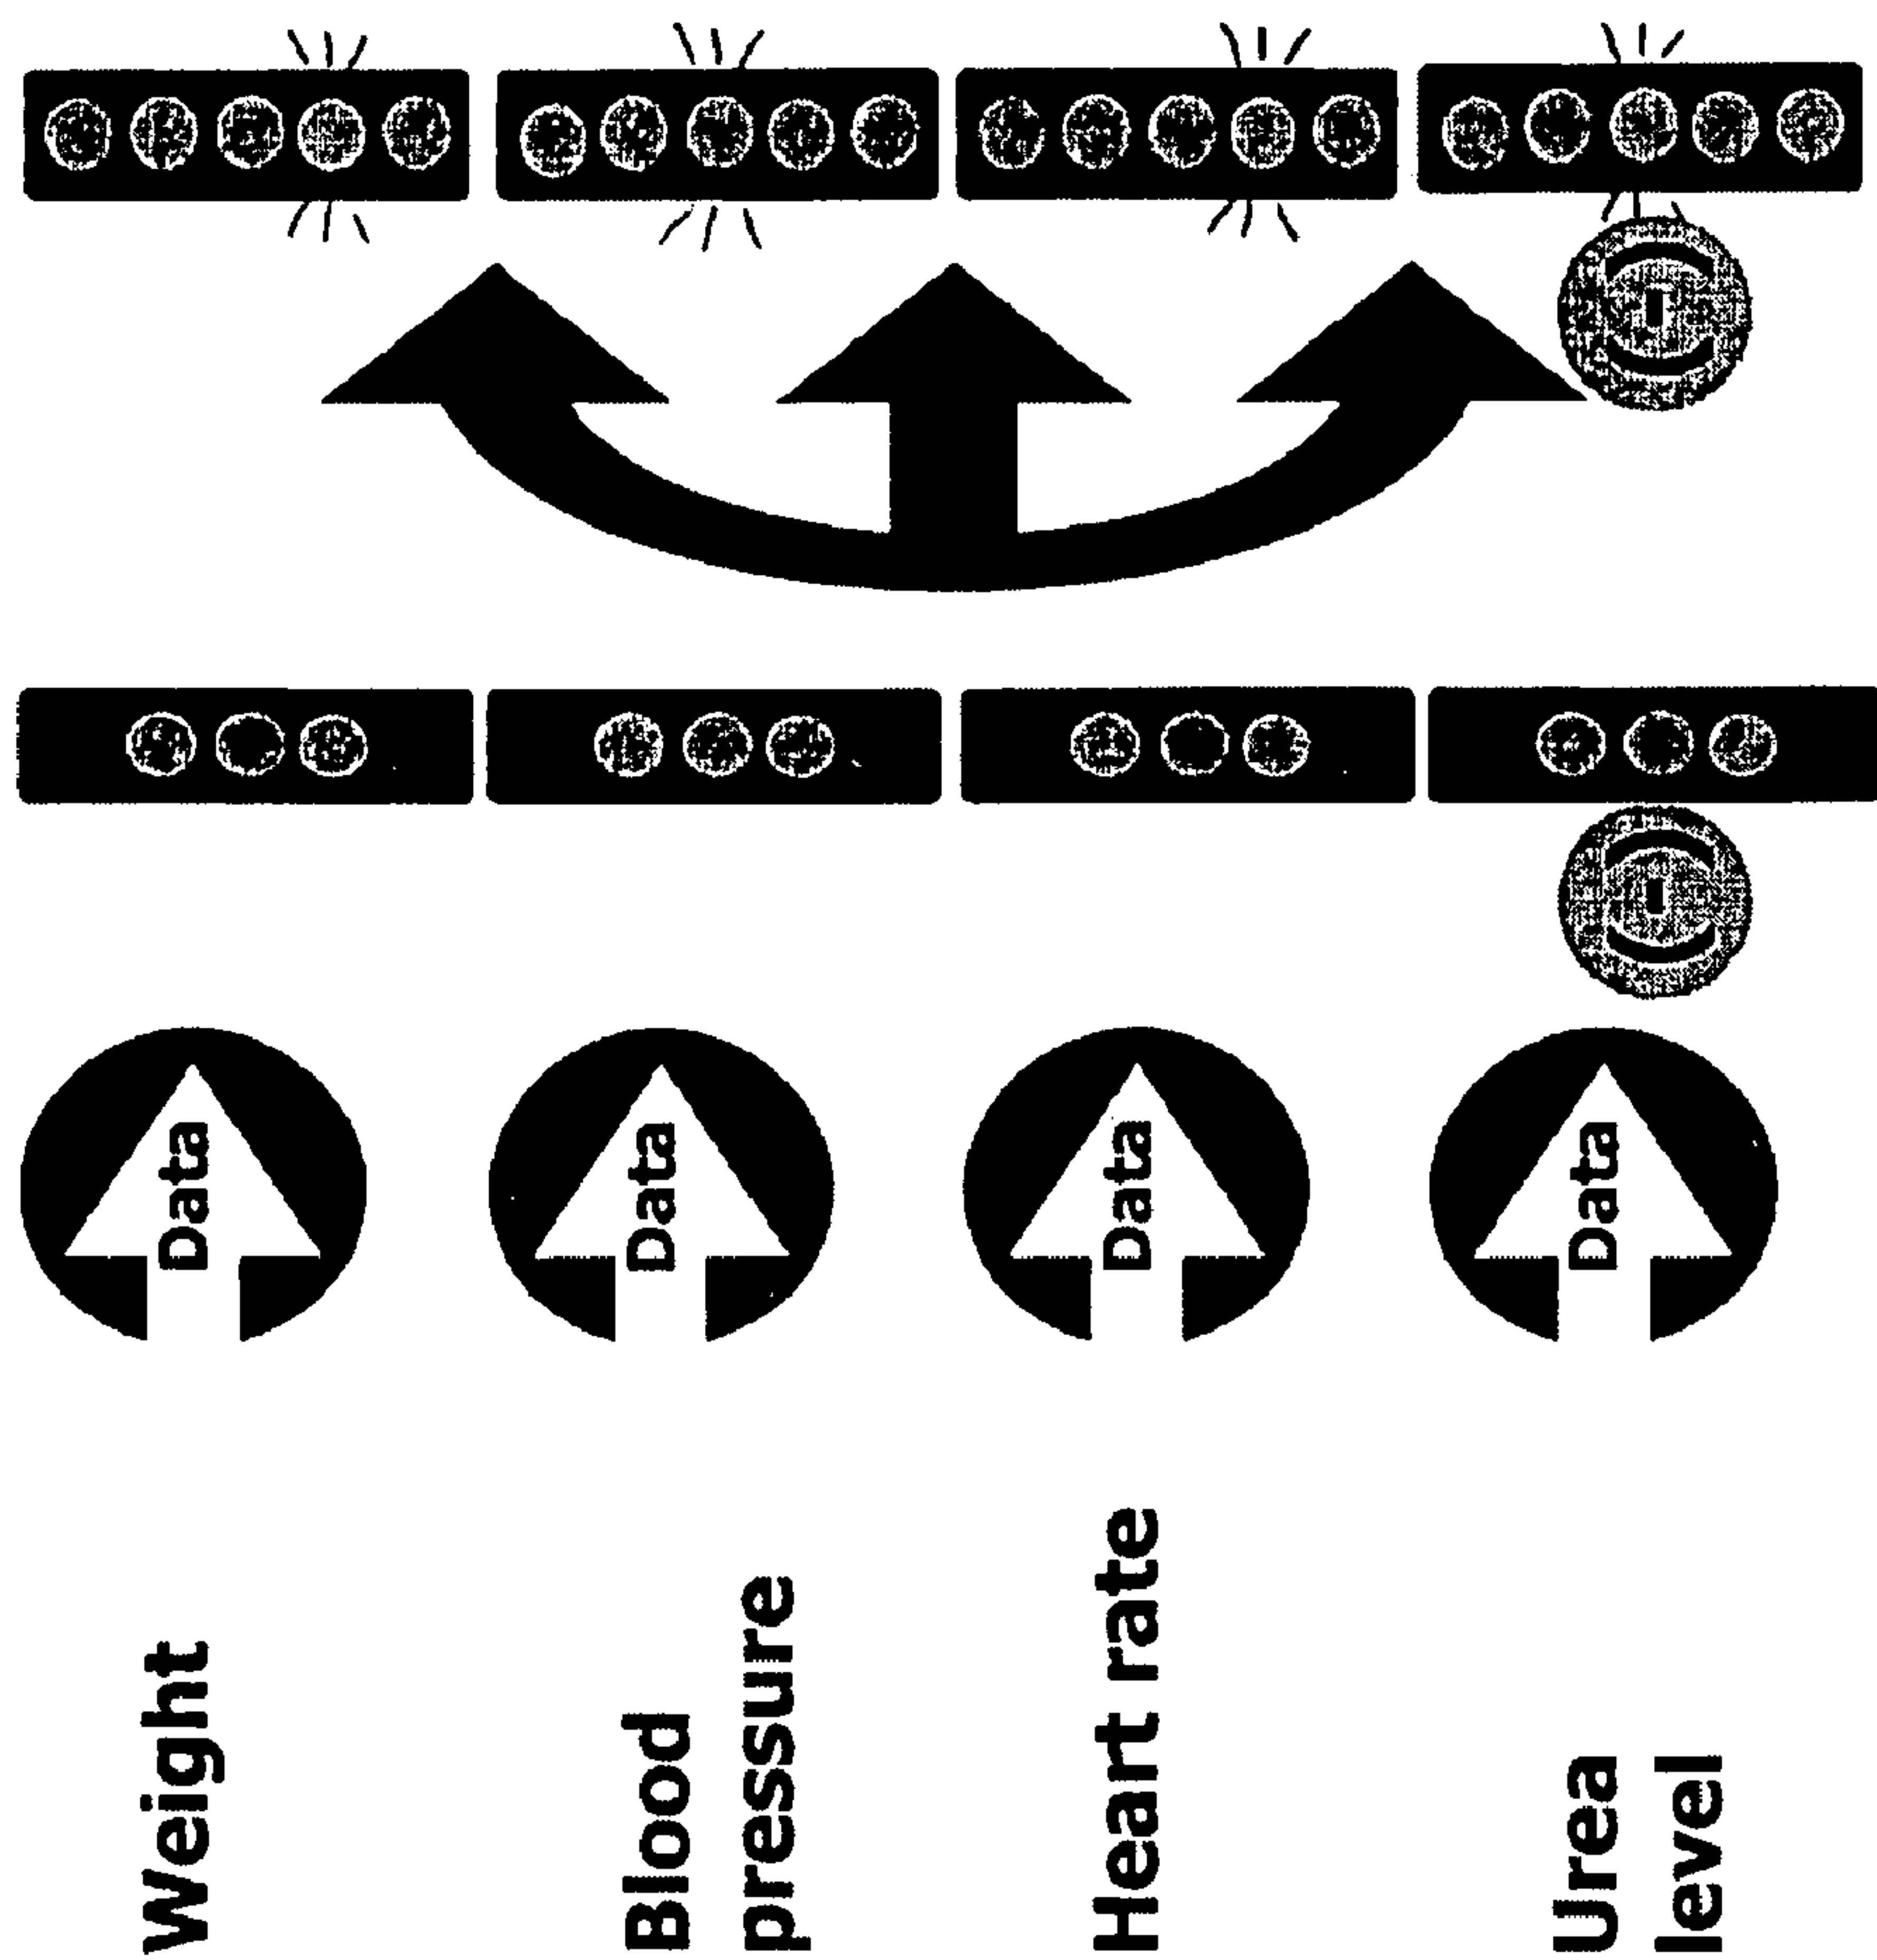 Weight
Data
Blood
pressure
Data
Heart rate
Data
Urea
level
Data